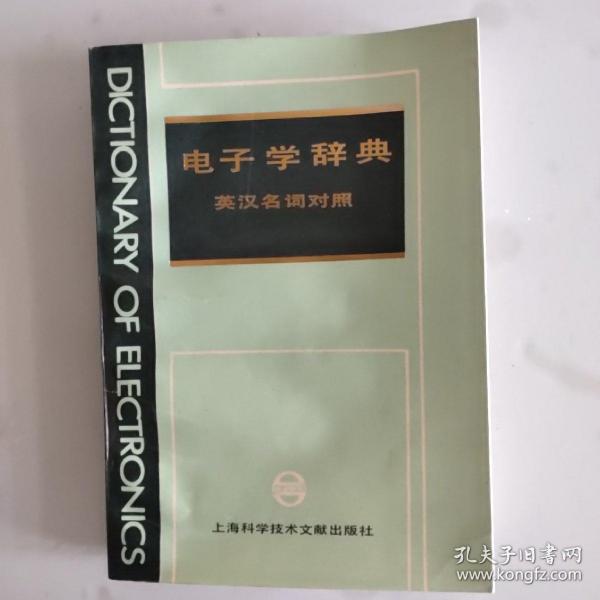 DICTIONARY OF ELECTRONICS
电子学辞典
英汉名词对照
上海科学技术文献出版社
孔夫子旧书网
www.kongfz.com